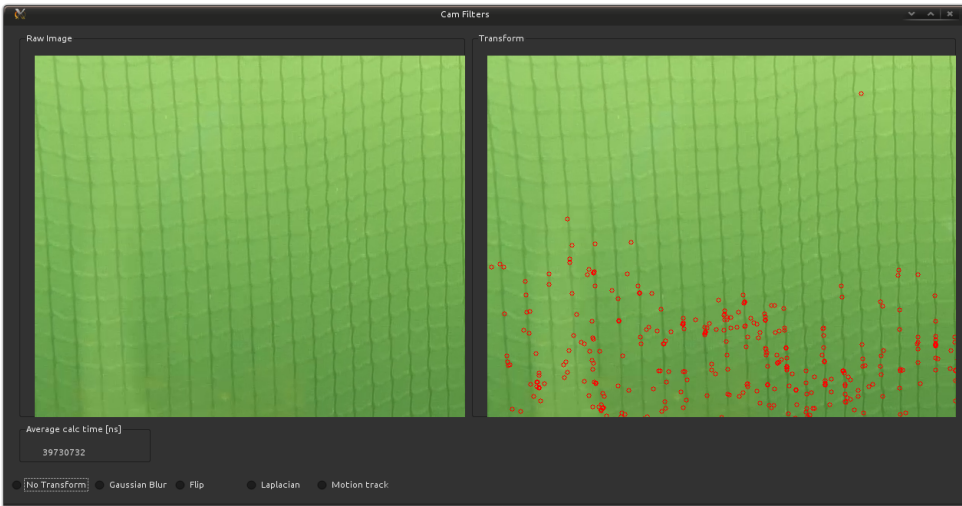 Cam Filters
Raw Image
Transform
Average calc time [ns]
39730732
No Transform
Gaussian Blur
Flip
Laplacian
Motion track